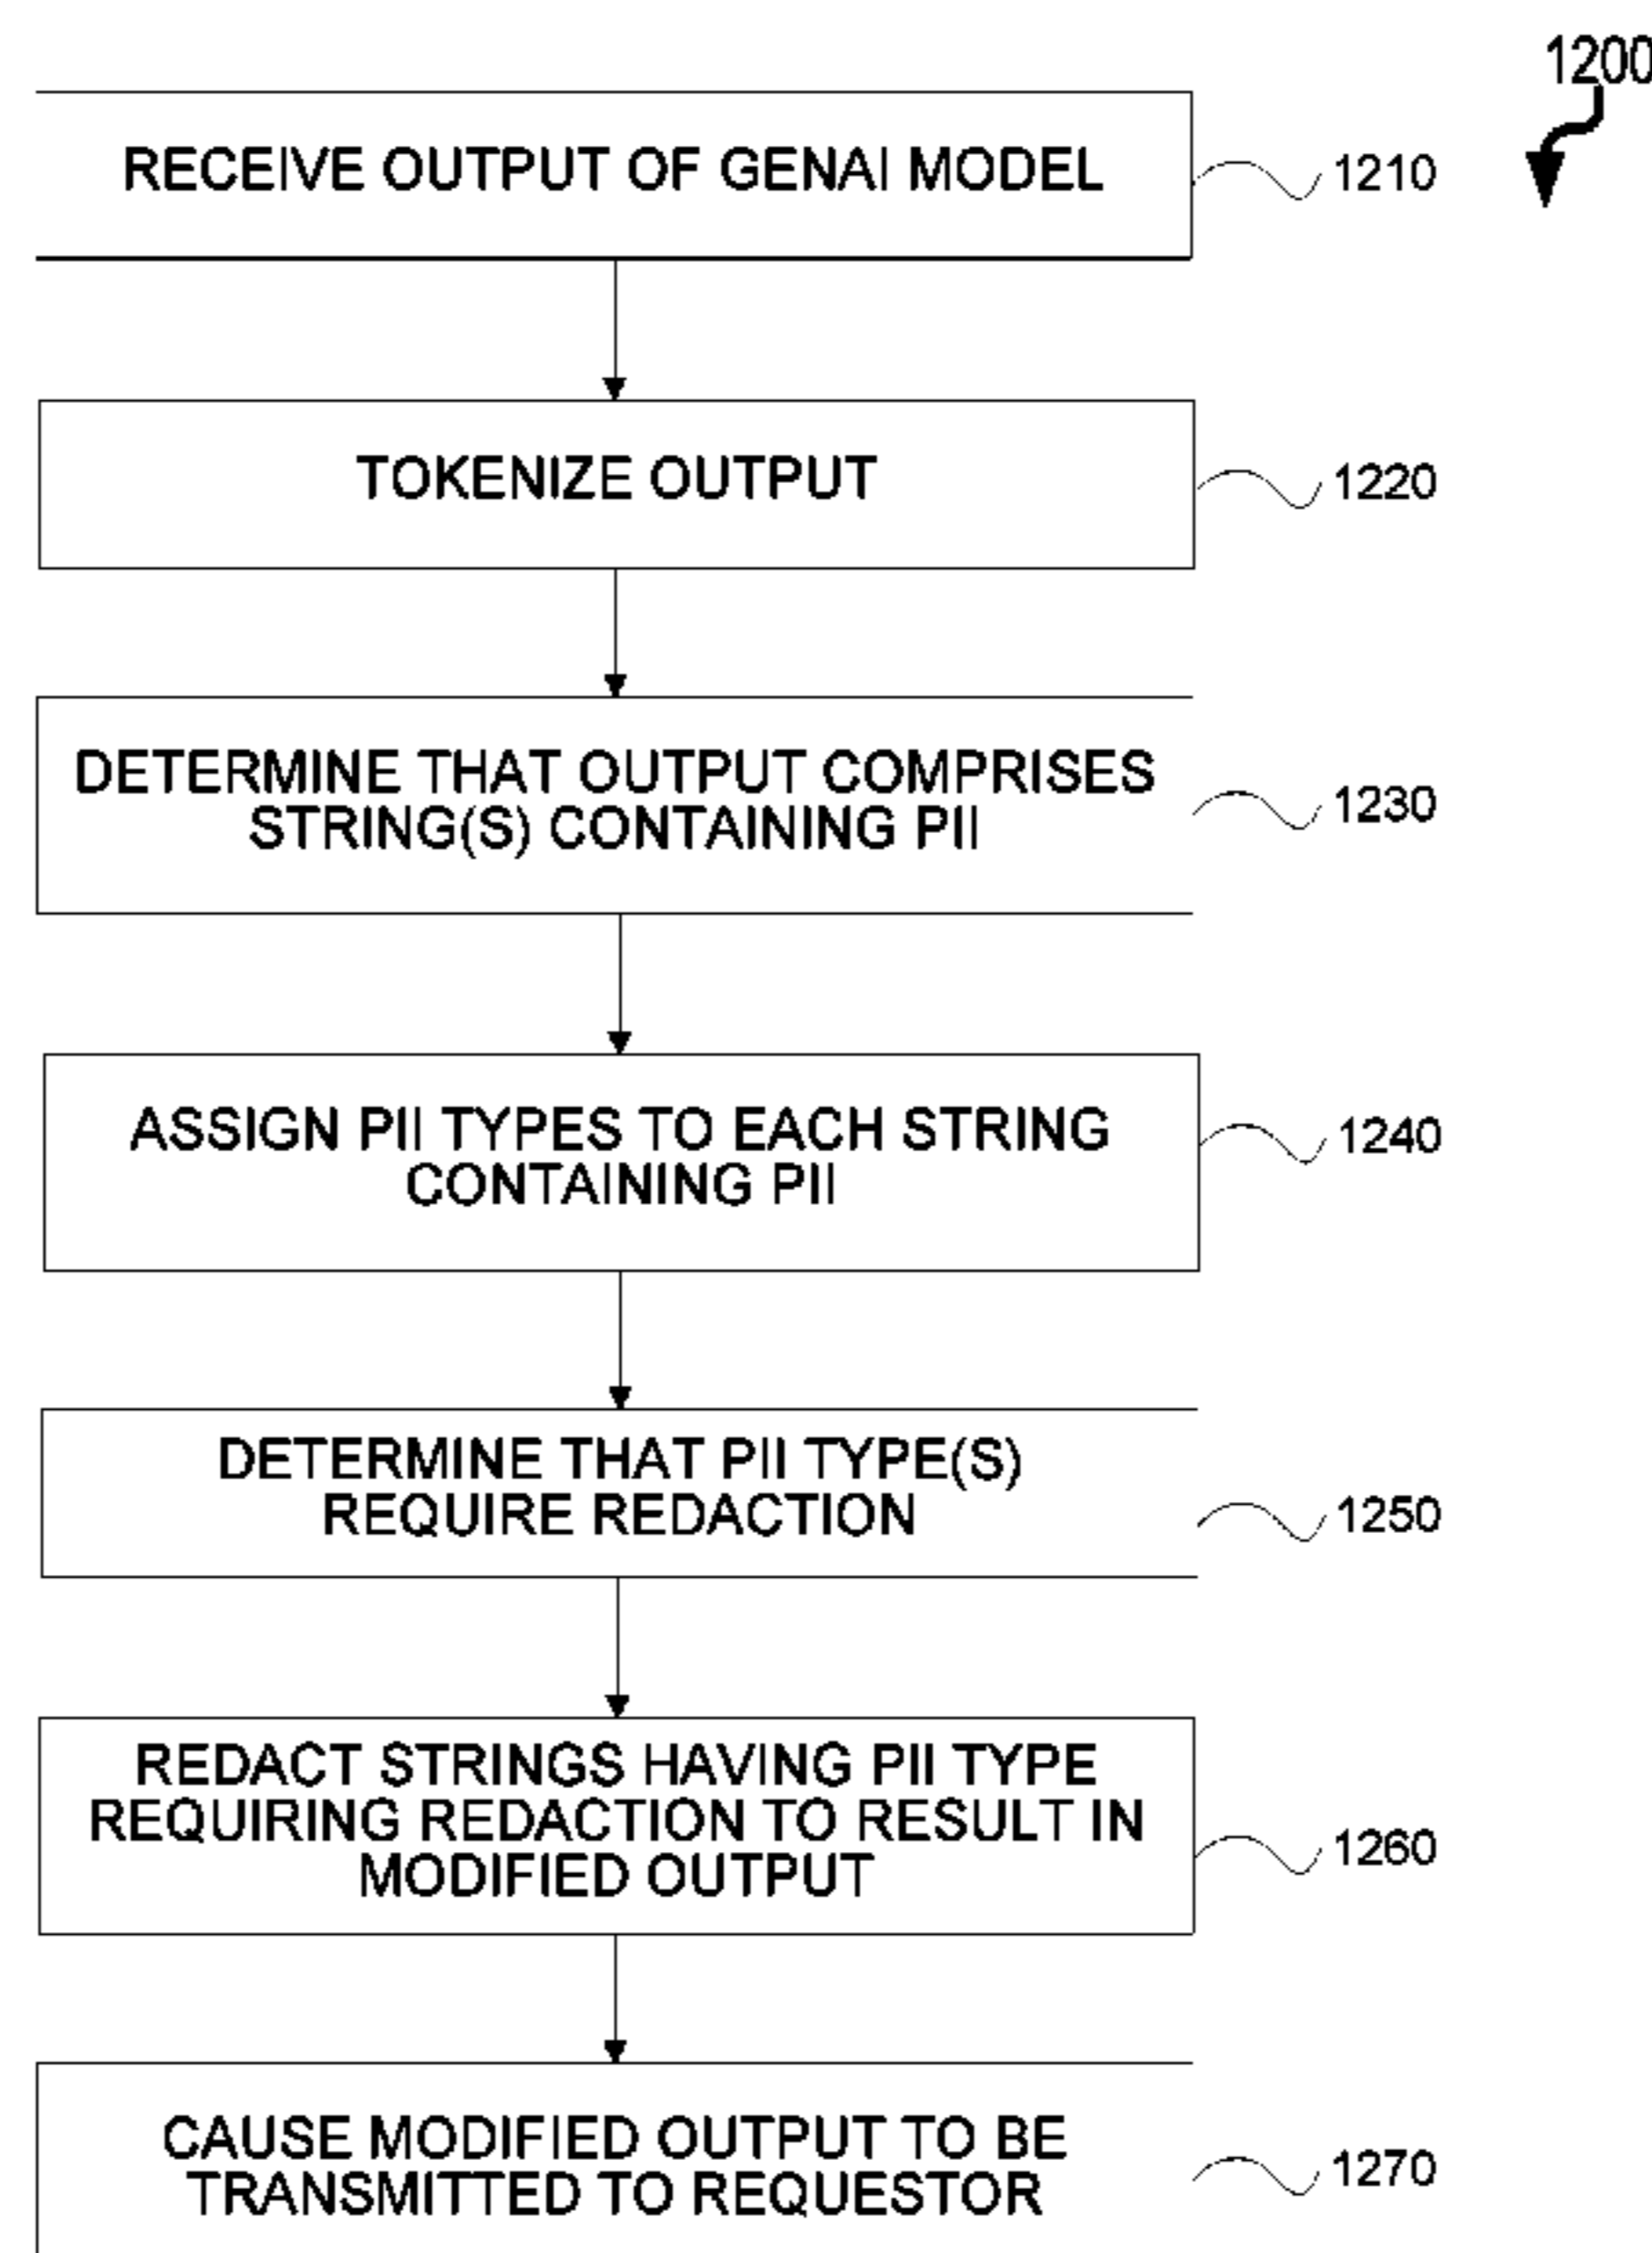 1200
RECEIVE OUTPUT OF GENAI MODEL
1210
TOKENIZE OUTPUT
1220
DETERMINE THAT OUTPUT COMPRISES
STRING(S) CONTAINING PII
1230
ASSIGN PII TYPES TO EACH STRING
CONTAINING PII
1240
DETERMINE THAT PII TYPE(S)
REQUIRE REDACTION
1250
REDACT STRINGS HAVING PII TYPE
REQUIRING REDACTION TO RESULT IN
MODIFIED OUTPUT
1260
CAUSE MODIFIED OUTPUT TO BE
TRANSMITTED TO REQUESTOR
1270